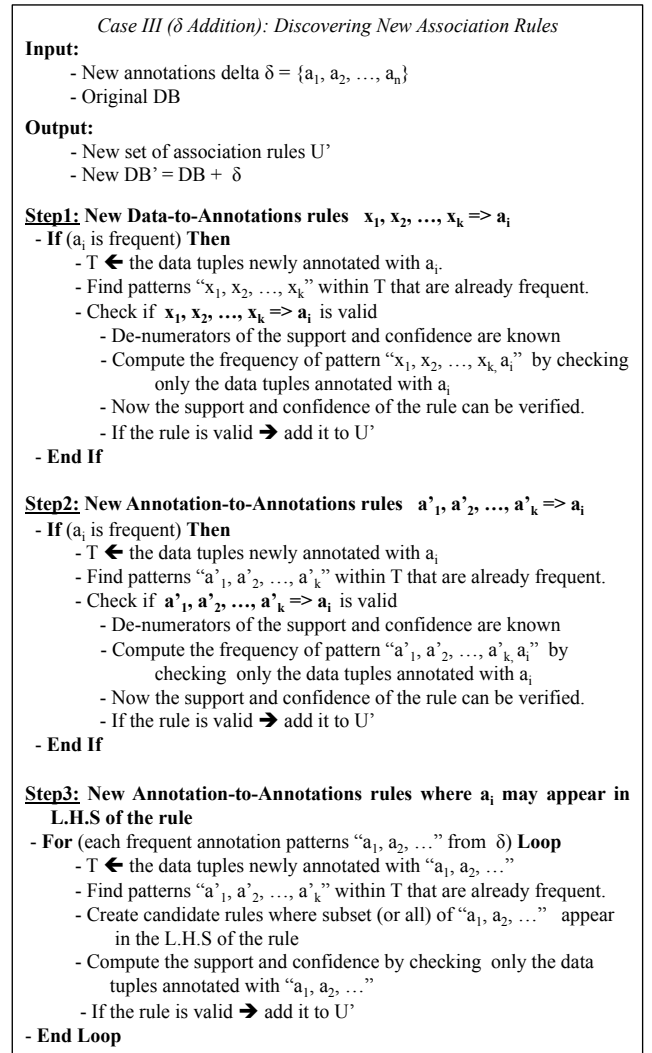 Case III (δ Addition): Discovering New Association Rules
Input:
- New annotations delta δ = {a₁, a₂, …, aₙ}
- Original DB
Output:
- New set of association rules U’
- New DB’ = DB + δ
Step1: New Data-to-Annotations rules x₁, x₂, …, xₖ => aᵢ
- If (aᵢ is frequent) Then
- T 🡸 the data tuples newly annotated with aᵢ.
- Find patterns “x₁, x₂, …, xₖ” within T that are already frequent.
- Check if x₁, x₂, …, xₖ => aᵢ is valid
- De-numerators of the support and confidence are known
- Compute the frequency of pattern “x₁, x₂, …, xₖ, aᵢ” by checking
only the data tuples annotated with aᵢ
- Now the support and confidence of the rule can be verified.
- If the rule is valid ➔ add it to U’
- End If
Step2: New Annotation-to-Annotations rules a’₁, a’₂, …, a’ₖ => aᵢ
- If (aᵢ is frequent) Then
- T 🡸 the data tuples newly annotated with aᵢ
- Find patterns “a’₁, a’₂, …, a’ₖ” within T that are already frequent.
- Check if a’₁, a’₂, …, a’ₖ => aᵢ is valid
- De-numerators of the support and confidence are known
- Compute the frequency of pattern “a’₁, a’₂, …, a’ₖ, aᵢ” by
checking only the data tuples annotated with aᵢ
- Now the support and confidence of the rule can be verified.
- If the rule is valid ➔ add it to U’
- End If
Step3: New Annotation-to-Annotations rules where aᵢ may appear in
L.H.S of the rule
- For (each frequent annotation patterns “a₁, a₂, …” from δ) Loop
- T 🡸 the data tuples newly annotated with “a₁, a₂, …”
- Find patterns “a’₁, a’₂, …, a’ₖ” within T that are already frequent.
- Create candidate rules where subset (or all) of “a₁, a₂, …” appear
in the L.H.S of the rule
- Compute the support and confidence by checking only the data
tuples annotated with “a₁, a₂, …”
- If the rule is valid ➔ add it to U’
- End Loop